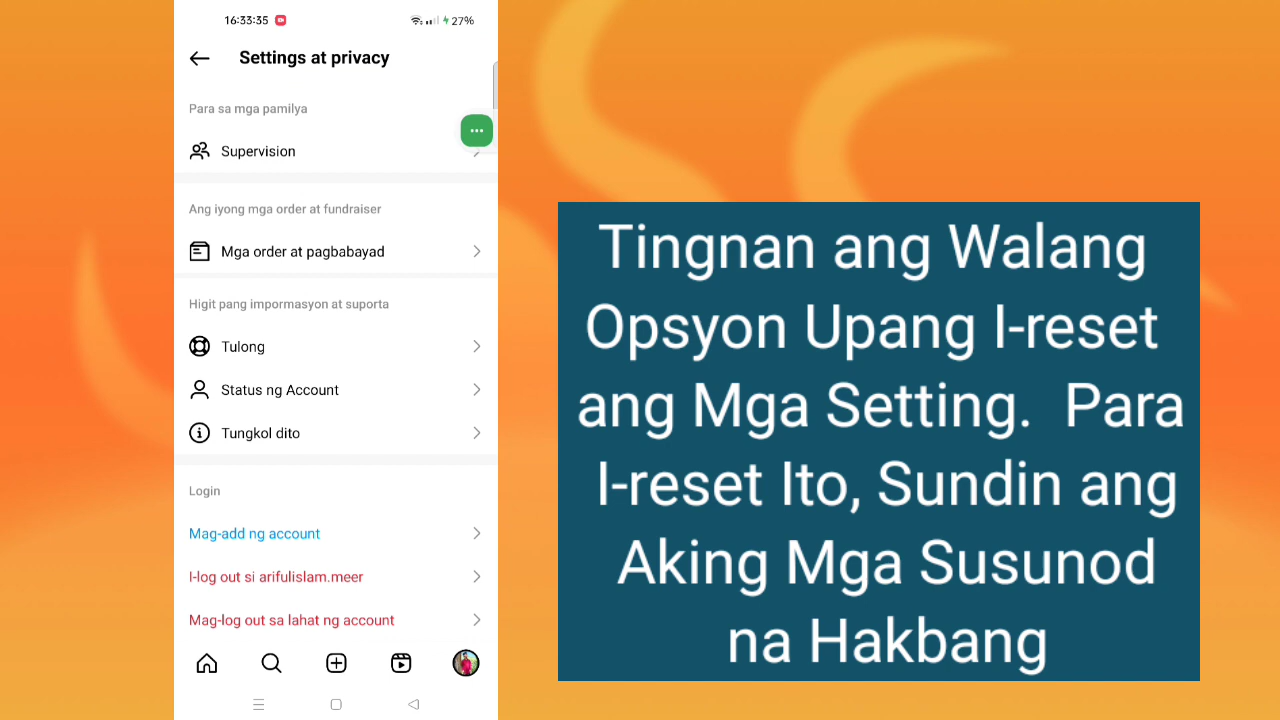 16:33:35
27%
Settings at privacy
Para sa mga pamilya
Supervision
Ang iyong mga order at fundraiser
Mga order at pagbabayad
Higit pang impormasyon at suporta
Tulong
Status ng Account
Tungkol dito
Login
Mag-add ng account
I-log out si arifulislam.meer
Mag-log out sa lahat ng account
Tingnan ang Walang
Opsyon Upang I-reset
ang Mga Setting. Para
I-reset Ito, Sundin ang
Aking Mga Susunod
na Hakbang